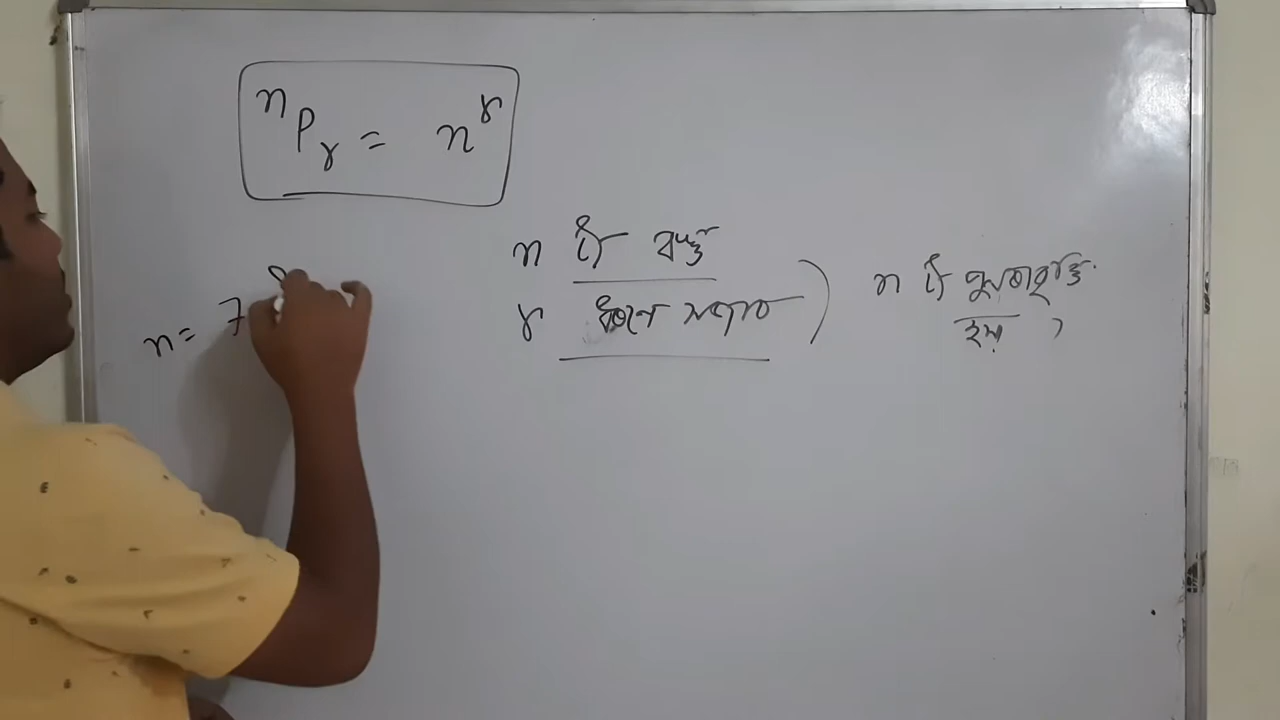 ⁿPᵣ = nʳ
n টি বস্তু
r
n টি পুনরাবৃত্তি
হয় )
n = 7